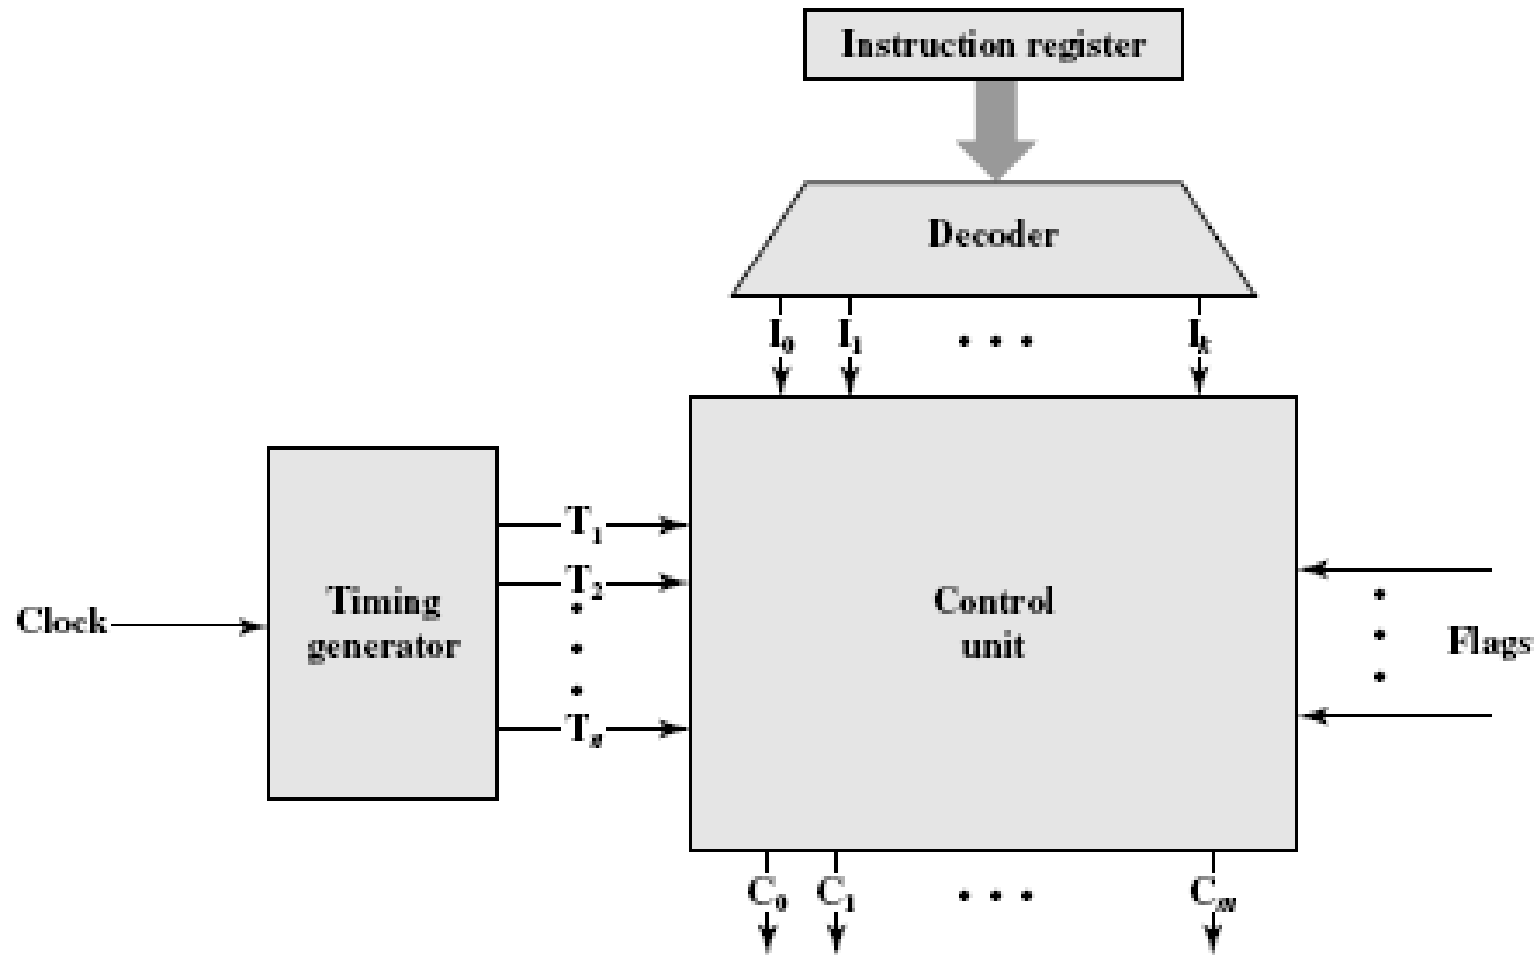 Instruction register
Decoder
I0 I1 • • • Ik
Timing
generator
Clock
T1
T2
•
•
•
Tn
Control
unit
•
•
•
Flags
C0 C1 • • • Cm